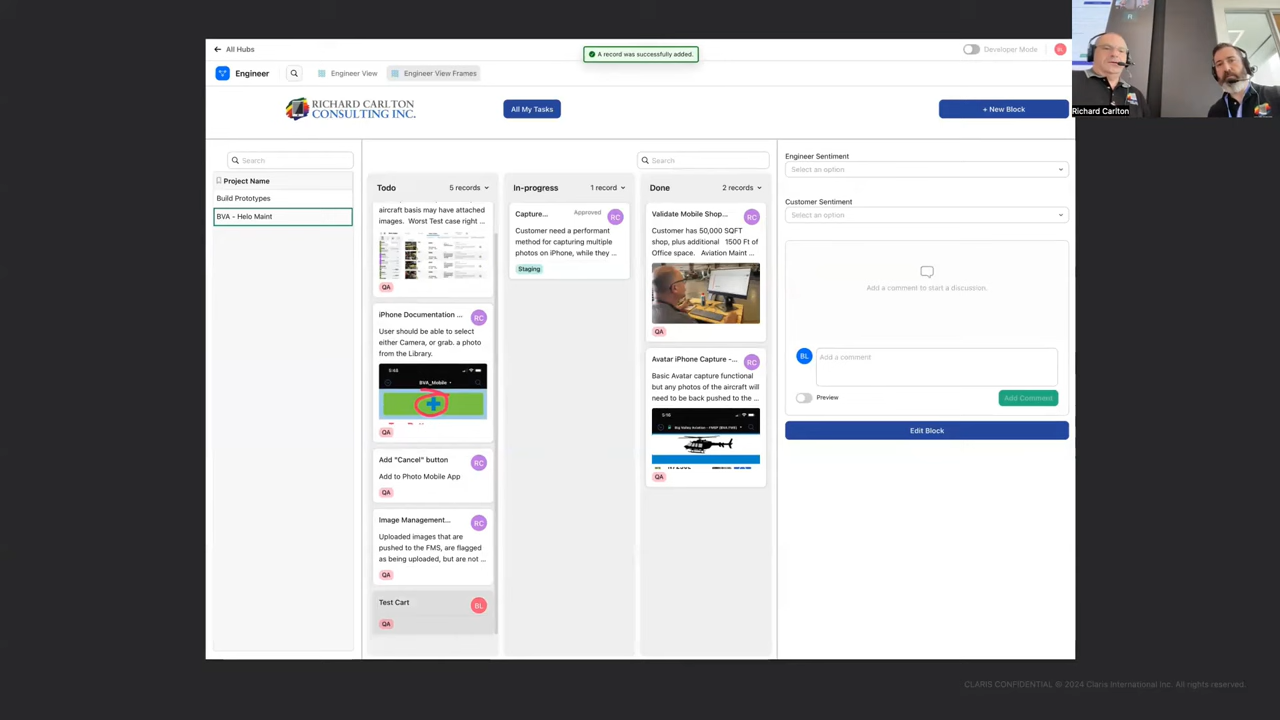 All Hubs
A record was successfully added.
Developer Mode
BL
Engineer
Engineer View
Engineer View Frames
Richard Carlton
RICHARD CARLTON
CONSULTING INC.
All My Tasks
+ New Block
Search
Project Name
Build Prototypes
BVA - Helo Maint
Search
Todo
5 records
aircraft basis may have attached
images. Worst Test case right ...
QA
iPhone Documentation ...
RC
User should be able to select
either Camera, or grab. a photo
from the Library.
3:48
BVA_Mobile
QA
Add "Cancel" button
RC
Add to Photo Mobile App
QA
Image Management...
RC
Uploaded images that are
pushed to the FMS, are flagged
as being uploaded, but are not ...
QA
Test Cart
BL
QA
In-progress
1 record
Capture...
Approved
RC
Customer need a performant
method for capturing multiple
photos on iPhone, while they ...
Staging
Done
2 records
Validate Mobile Shop...
RC
Customer has 50,000 SQFT
shop, plus additional 1500 Ft of
Office space. Aviation Maint ...
QA
Avatar iPhone Capture -...
RC
Basic Avatar capture functional
but any photos of the aircraft will
need to be back pushed to the ...
QA
Engineer Sentiment
Select an option
Customer Sentiment
Select an option
Add a comment to start a discussion.
BL
Add a comment
Preview
Add Comment
Edit Block
CLARIS CONFIDENTIAL © 2024 Claris International Inc. All rights reserved.